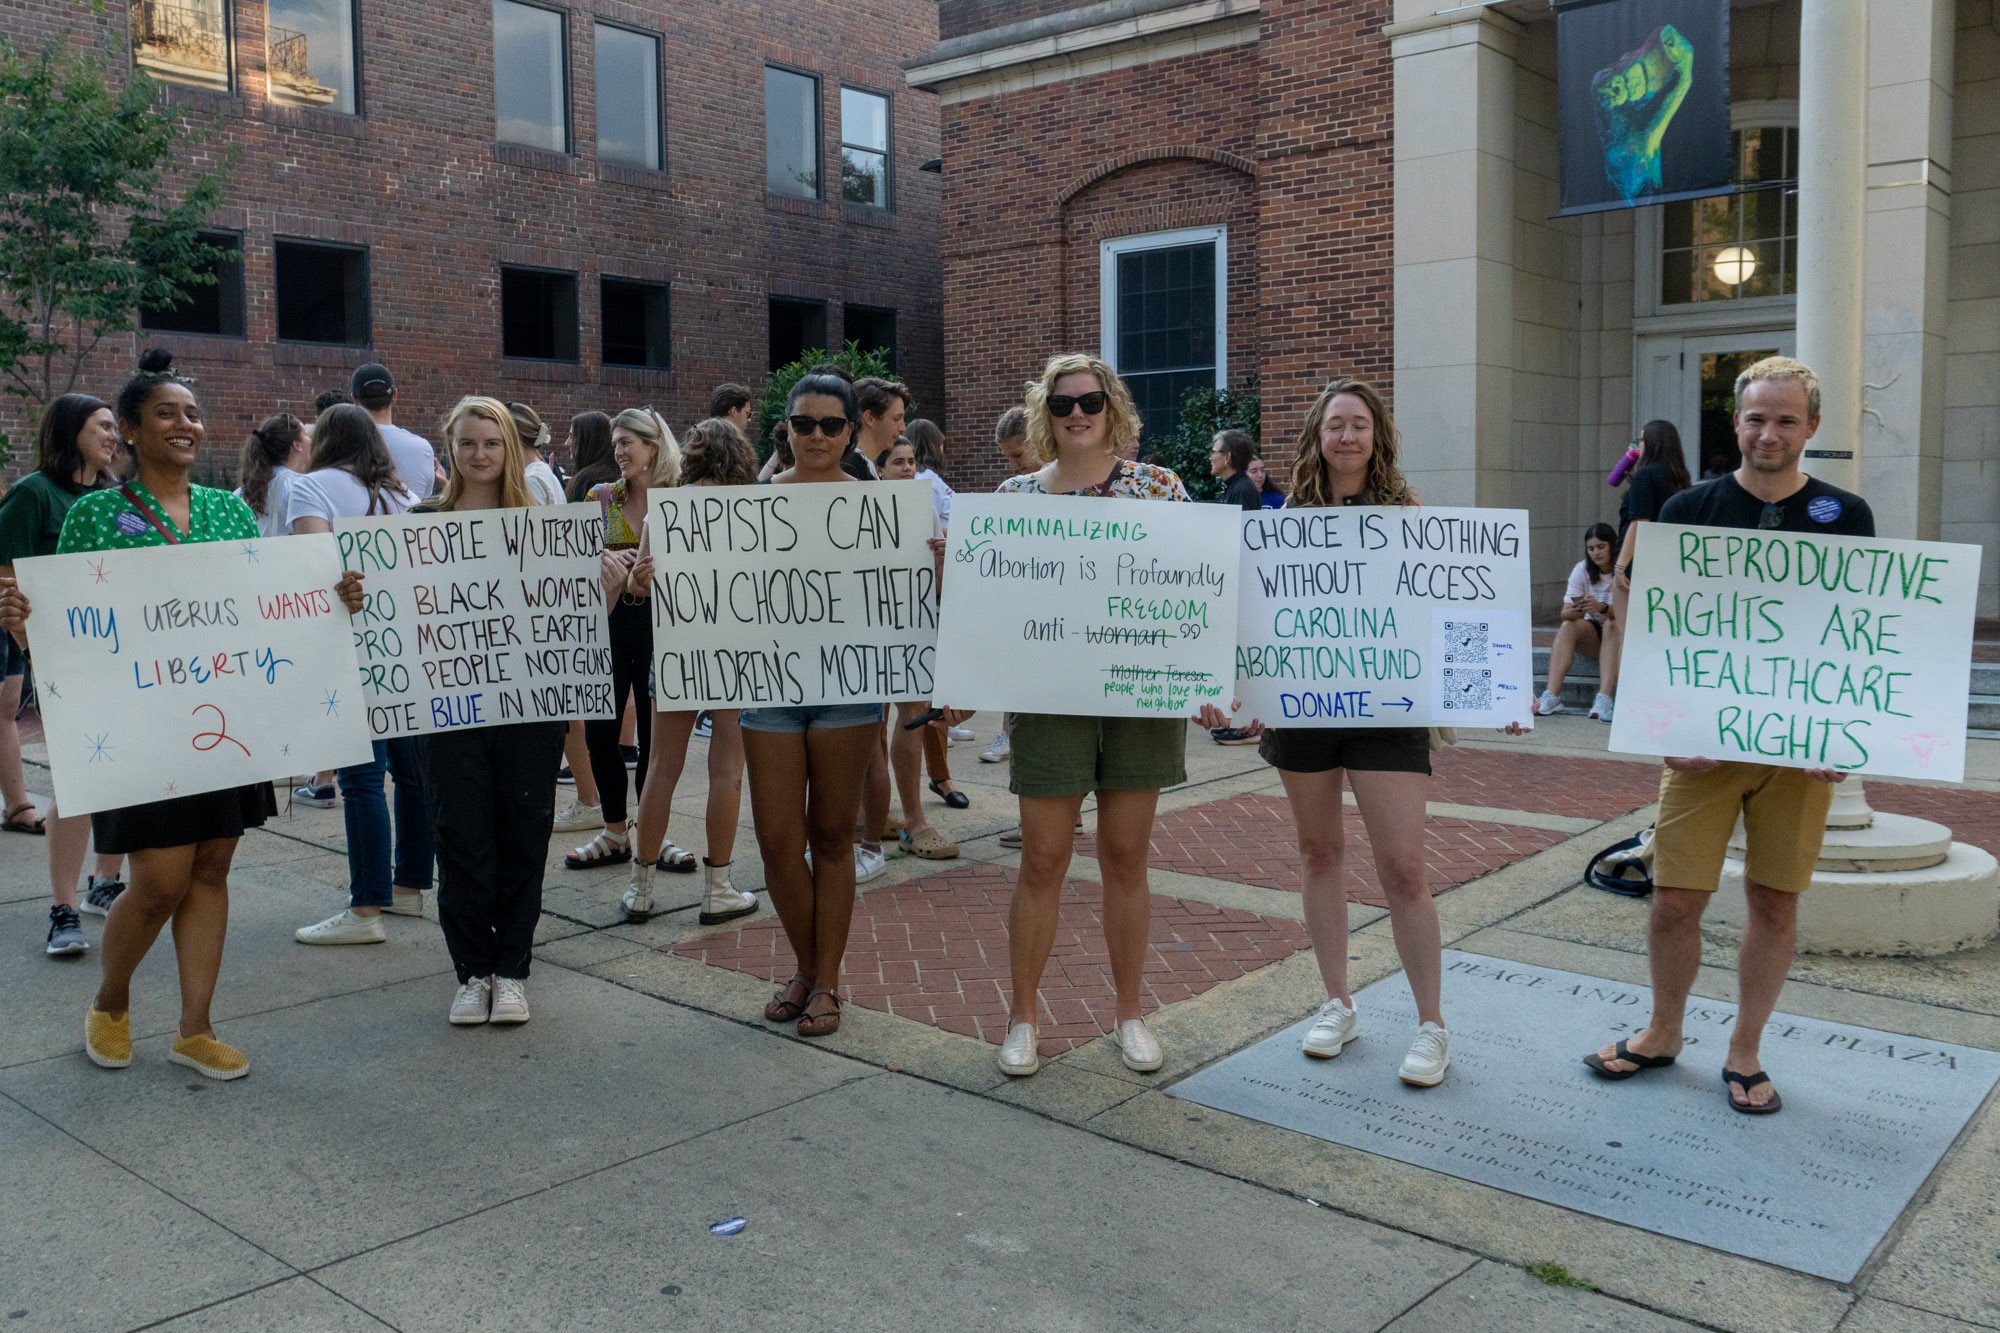 MY UTERUS WANTS
LIBERTY
2
PRO PEOPLE W/UTERUSES
PRO BLACK WOMEN
PRO MOTHER EARTH
PRO PEOPLE NOT GUNS
VOTE BLUE IN NOVEMBER
RAPISTS CAN
NOW CHOOSE THEIR
CHILDREN'S MOTHERS
CRIMINALIZING
"Abortion is Profoundly
FREEDOM
anti-woman"
Mother Teresa
people who love their
neighbor
CHOICE IS NOTHING
WITHOUT ACCESS
CAROLINA
ABORTION FUND
DONATE →
DONATE
←
MERCH
←
REPRODUCTIVE
RIGHTS ARE
HEALTHCARE
RIGHTS
PEACE AND JUSTICE PLAZA
"True peace is not merely the absence of
some negative force, it is the presence of justice."
- Martin Luther King, Jr.